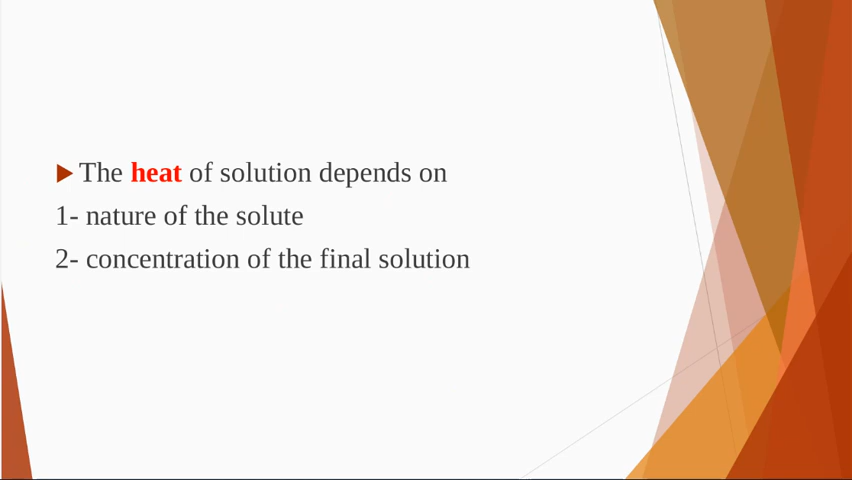 The heat of solution depends on
1- nature of the solute
2- concentration of the final solution